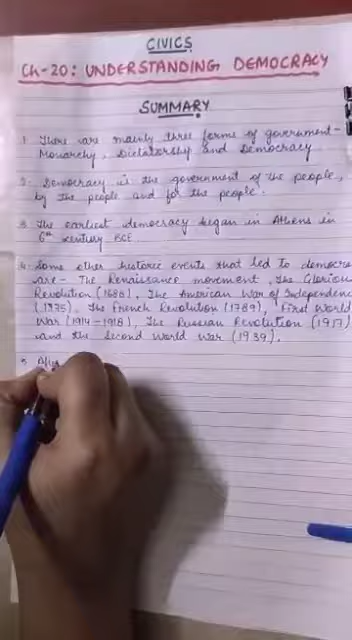 CIVICS
Ch-20: UNDERSTANDING DEMOCRACY
SUMMARY
1. There are mainly three forms of government -
Monarchy, Dictatorship and Democracy
2. Democracy is the government of the people,
by the people and for the people.
3. The earliest democracy began in Athens in
6th century BCE
4. Some other historic events that led to democra
are - The Renaissance movement, The Glorious
Revolution (1688), The American War of Independence
(1775), The French Revolution (1789), First World
War (1914-1918), The Russian Revolution (1917)
and the Second World War (1939).
5. After